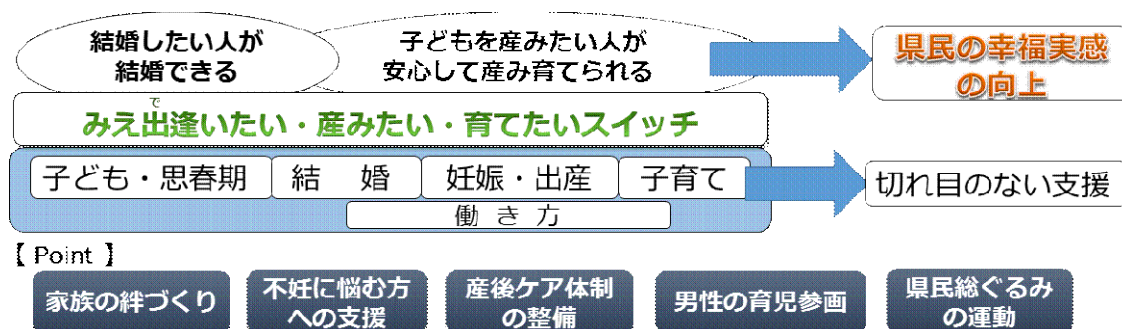 結婚したい人が
結婚できる
子どもを産みたい人が
安心して産み育てられる
県民の幸福実感
の向上
で
みえ出逢いたい・産みたい・育てたいスイッチ
子ども・思春期
結　婚
妊娠・出産
子育て
切れ目のない支援
働 き 方
【 Point 】
家族の絆づくり
不妊に悩む方
への支援
産後ケア体制
の整備
男性の育児参画
県民総ぐるみ
の運動